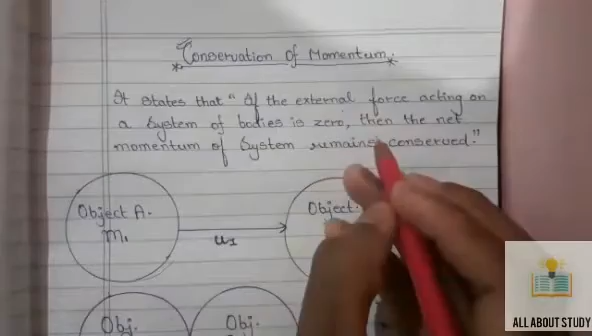 Conservation Of Momentum.
It states that "If the external force acting on
a System of bodies is zero, then the net
momentum of System remains conserved."
Object A.
m₁
u₁
Object
Obj.
Obj.
ALL ABOUT STUDY